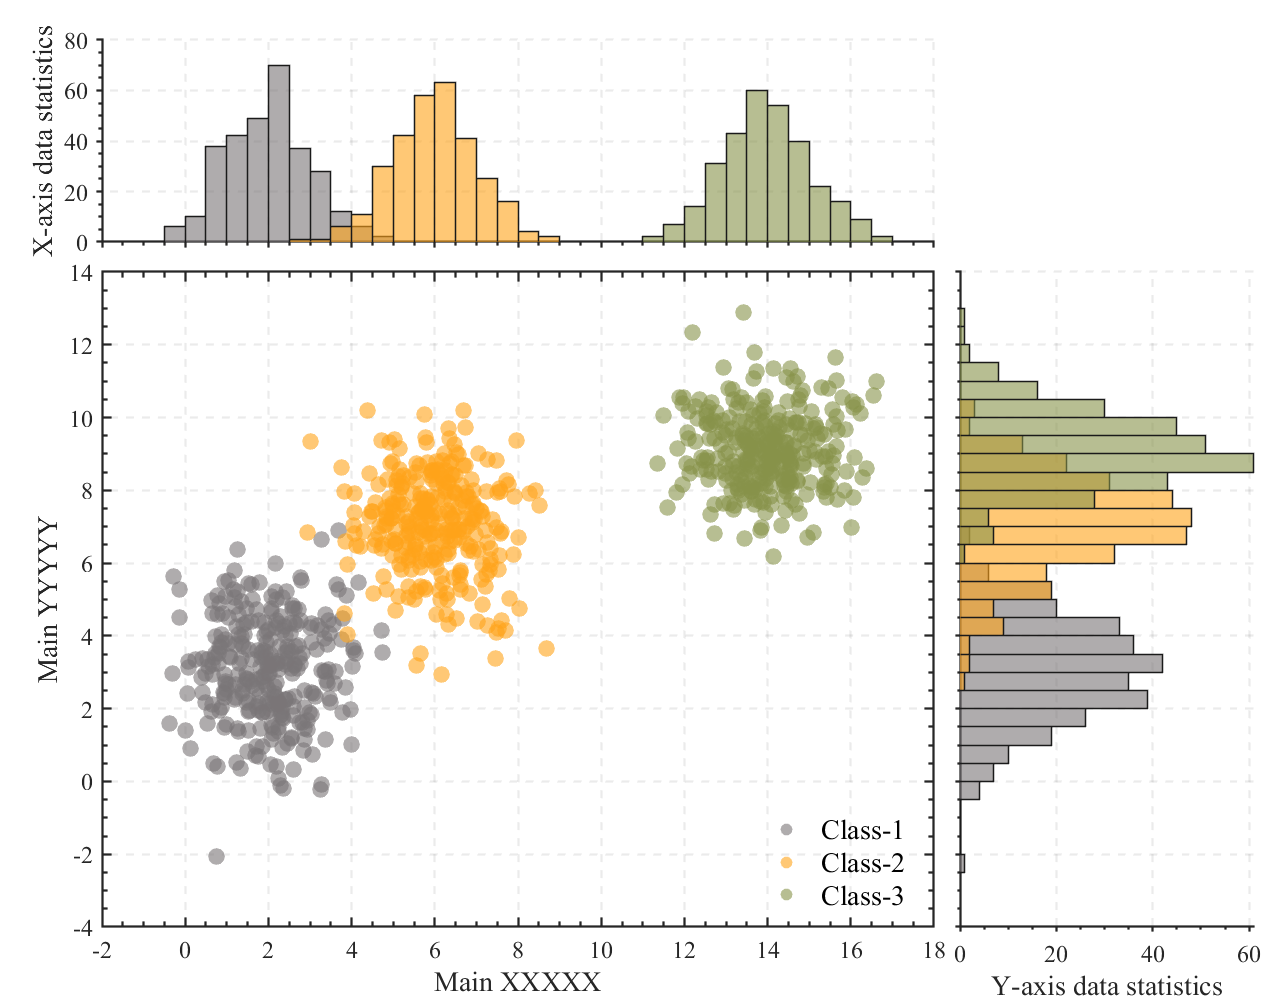 X-axis data statistics
80
60
40
20
0
Main YYYYY
14
12
10
8
6
4
2
0
-2
-4
Class-1
Class-2
Class-3
-2 0 2 4 6 8 10 12 14 16 18
Main XXXXX
0 20 40 60
Y-axis data statistics